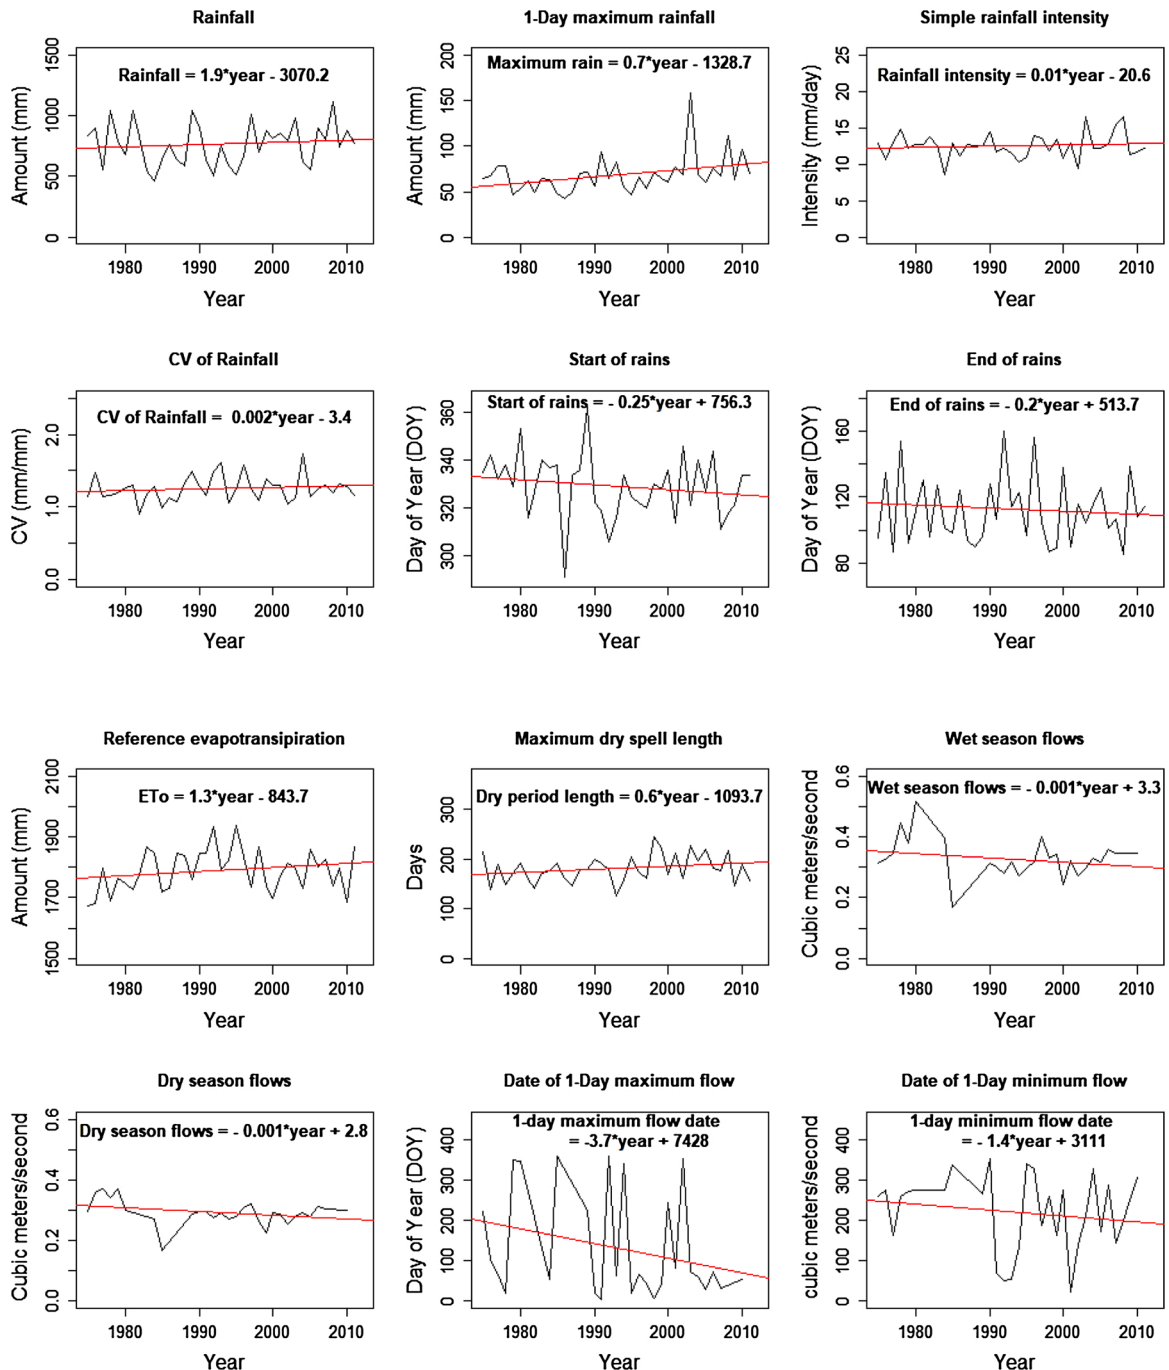 Rainfall
1-Day maximum rainfall
Simple rainfall intensity
Amount (mm)
1500
1000
500
0
Rainfall = 1.9*year - 3070.2
1980 1990 2000 2010
Year
Amount (mm)
200
150
100
50
0
Maximum rain = 0.7*year - 1328.7
1980 1990 2000 2010
Year
Intensity (mm/day)
25
20
15
10
5
0
Rainfall intensity = 0.01*year - 20.6
1980 1990 2000 2010
Year
CV of Rainfall
Start of rains
End of rains
CV (mm/mm)
2.0
1.0
0.0
CV of Rainfall = 0.002*year - 3.4
1980 1990 2000 2010
Year
Day of Year (DOY)
360
340
320
300
Start of rains = - 0.25*year + 756.3
1980 1990 2000 2010
Year
Day of Year (DOY)
160
120
80
End of rains = - 0.2*year + 513.7
1980 1990 2000 2010
Year
Reference evapotransipiration
Maximum dry spell length
Wet season flows
Amount (mm)
2100
1900
1700
1500
ETo = 1.3*year - 843.7
1980 1990 2000 2010
Year
Days
300
200
100
0
Dry period length = 0.6*year - 1093.7
1980 1990 2000 2010
Year
Cubic meters/second
0.6
0.4
0.2
0.0
Wet season flows = - 0.001*year + 3.3
1980 1990 2000 2010
Year
Dry season flows
Date of 1-Day maximum flow
Date of 1-Day minimum flow
Cubic meters/second
0.6
0.4
0.2
0.0
Dry season flows = - 0.001*year + 2.8
1980 1990 2000 2010
Year
Day of Year (DOY)
400
300
200
100
0
1-day maximum flow date
= -3.7*year + 7428
1980 1990 2000 2010
Year
cubic meters/second
400
300
200
100
0
1-day minimum flow date
= - 1.4*year + 3111
1980 1990 2000 2010
Year